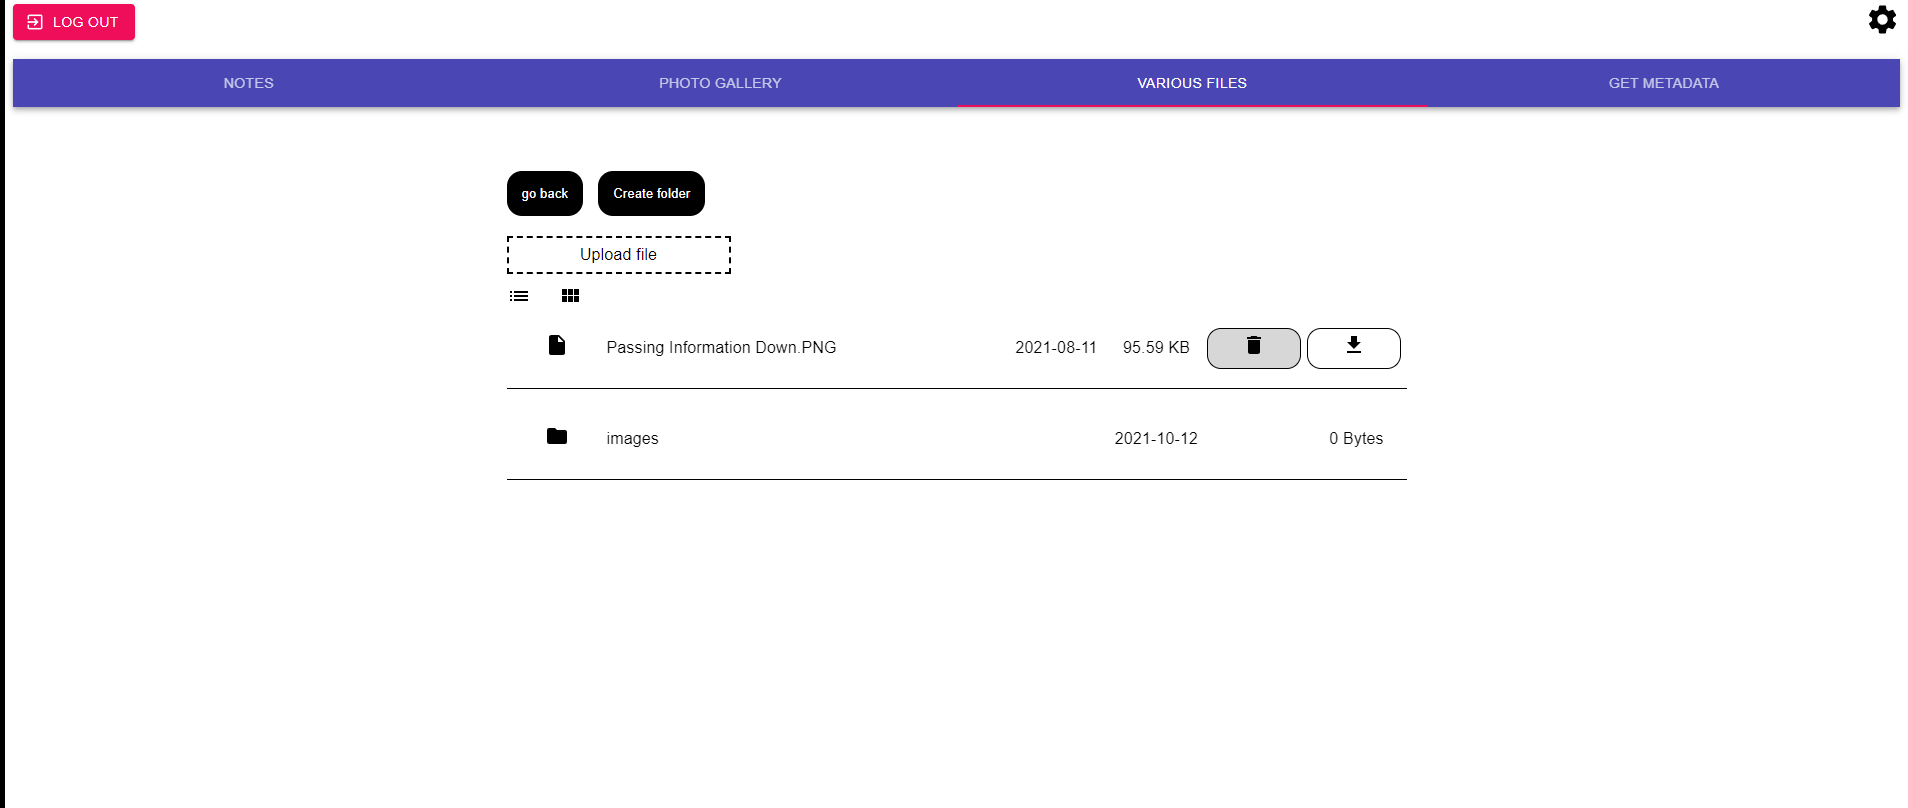 LOG OUT
NOTES PHOTO GALLERY VARIOUS FILES GET METADATA
go back Create folder
Upload file
Passing Information Down.PNG 2021-08-11 95.59 KB
images 2021-10-12 0 Bytes